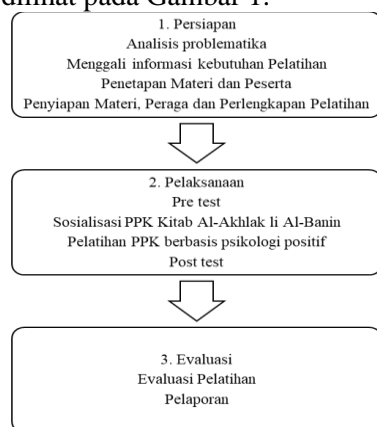 dilihat pada Gambar 1.
1. Persiapan
Analisis problematika
Menggali informasi kebutuhan Pelatihan
Penetapan Materi dan Peserta
Penyiapan Materi, Peraga dan Perlengkapan Pelatihan
2. Pelaksanaan
Pre test
Sosialisasi PPK Kitab Al-Akhlak li Al-Banin
Pelatihan PPK berbasis psikologi positif
Post test
3. Evaluasi
Evaluasi Pelatihan
Pelaporan